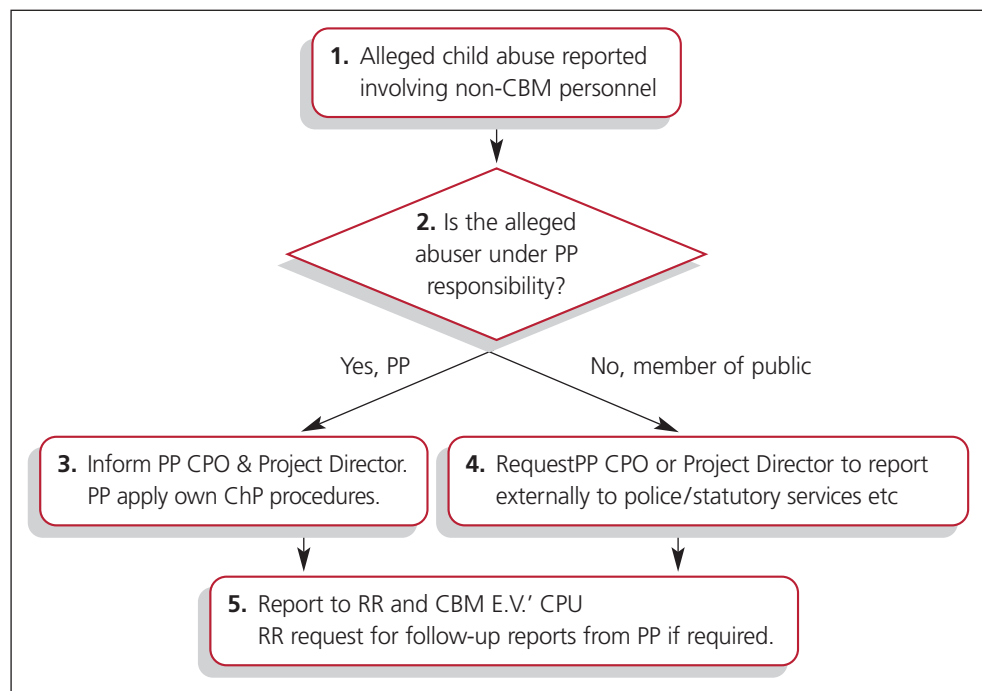 1. Alleged child abuse reported
involving non-CBM personnel
2. Is the alleged
abuser under PP
responsibility?
Yes, PP
No, member of public
3. Inform PP CPO & Project Director.
PP apply own ChP procedures.
4. RequestPP CPO or Project Director to report
externally to police/statutory services etc
5. Report to RR and CBM E.V.’ CPU
RR request for follow-up reports from PP if required.